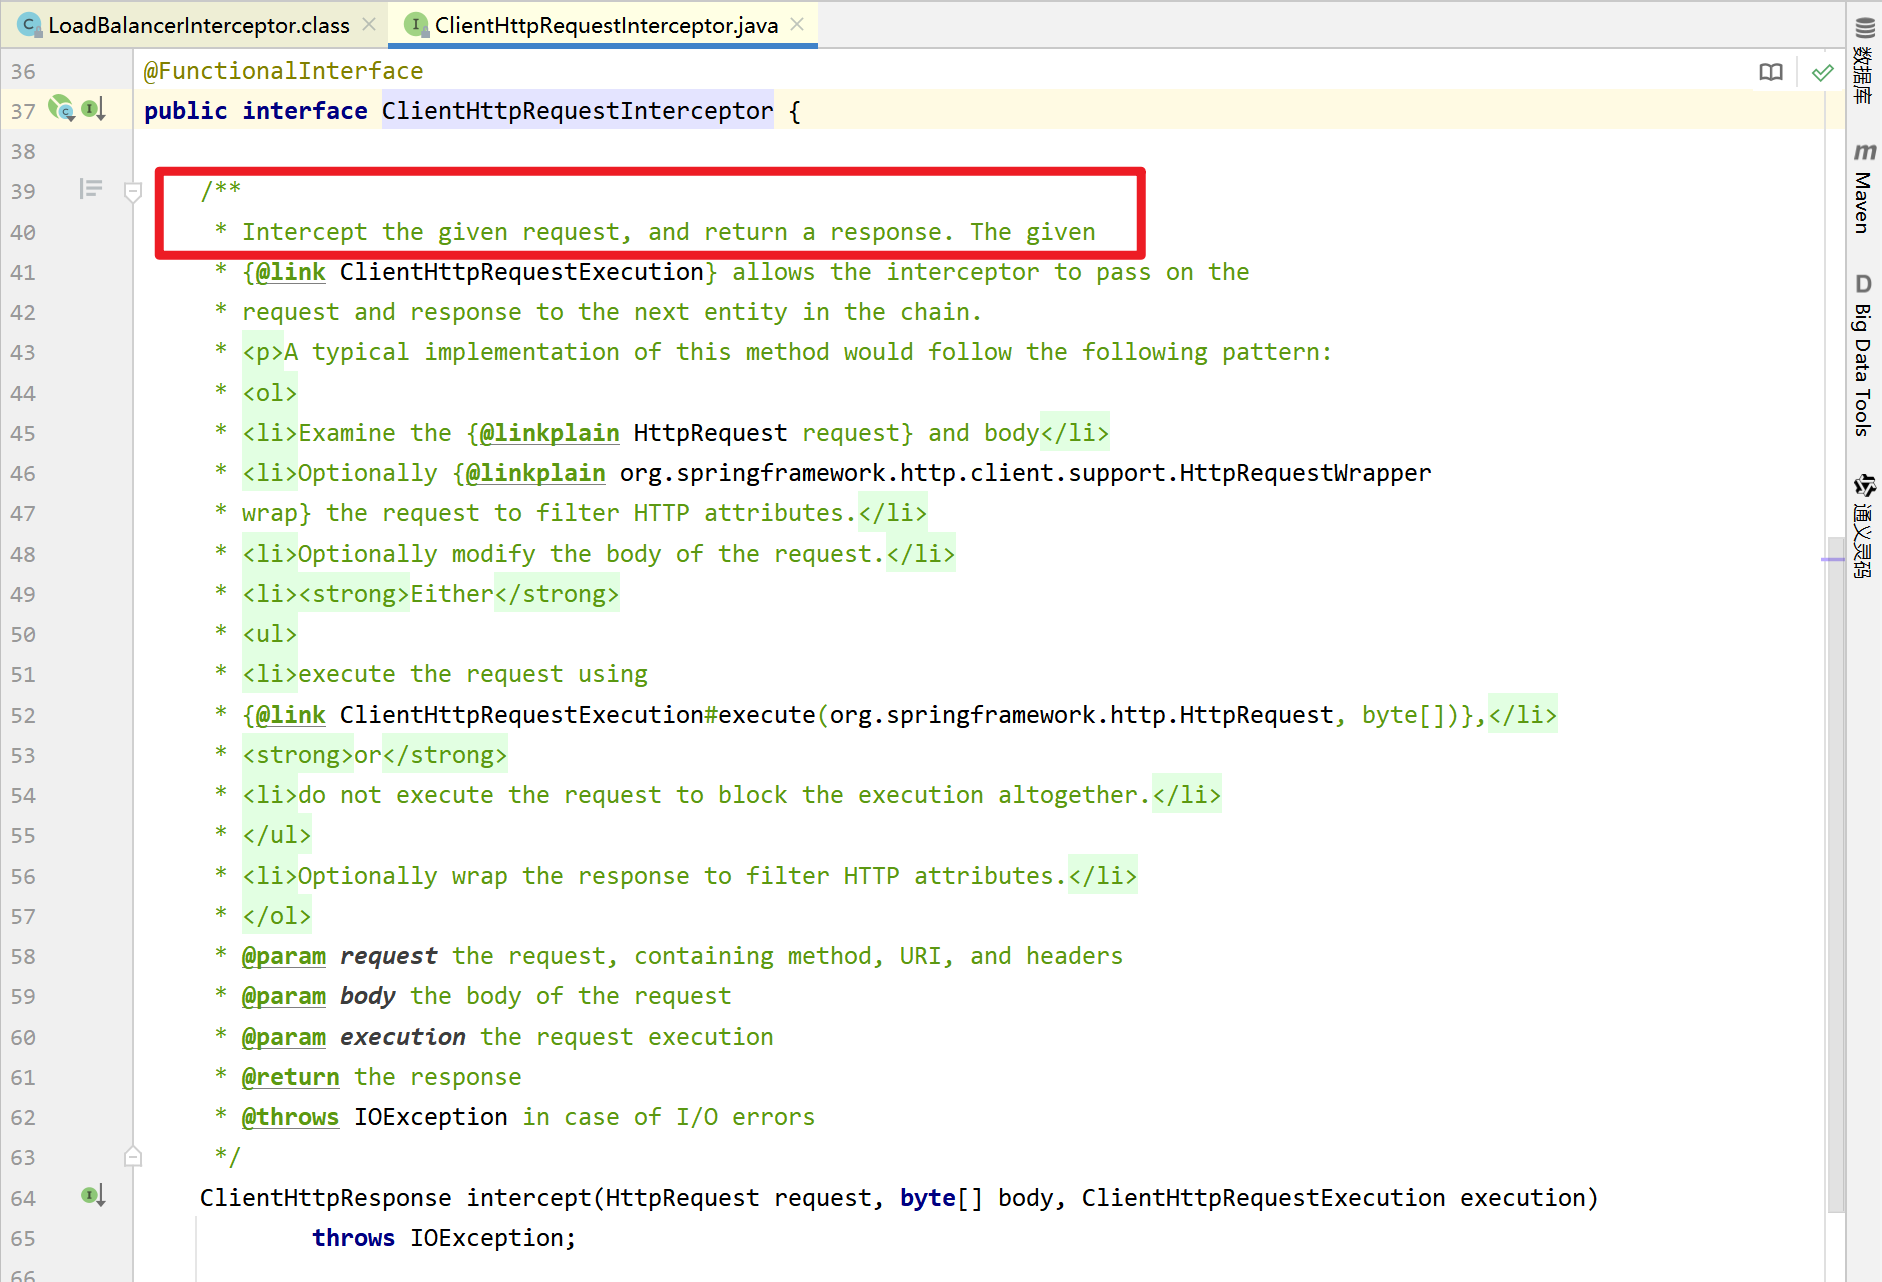 LoadBalancerInterceptor.class
ClientHttpRequestInterceptor.java
36 @FunctionalInterface
37 public interface ClientHttpRequestInterceptor {
38
39 /**
40 * Intercept the given request, and return a response. The given
41 * {@link ClientHttpRequestExecution} allows the interceptor to pass on the
42 * request and response to the next entity in the chain.
43 * <p>A typical implementation of this method would follow the following pattern:
44 * <ol>
45 * <li>Examine the {@linkplain HttpRequest request} and body</li>
46 * <li>Optionally {@linkplain org.springframework.http.client.support.HttpRequestWrapper
47 * wrap} the request to filter HTTP attributes.</li>
48 * <li>Optionally modify the body of the request.</li>
49 * <li><strong>Either</strong>
50 * <ul>
51 * <li>execute the request using
52 * {@link ClientHttpRequestExecution#execute(org.springframework.http.HttpRequest, byte[])},</li>
53 * <strong>or</strong>
54 * <li>do not execute the request to block the execution altogether.</li>
55 * </ul>
56 * <li>Optionally wrap the response to filter HTTP attributes.</li>
57 * </ol>
58 * @param request the request, containing method, URI, and headers
59 * @param body the body of the request
60 * @param execution the request execution
61 * @return the response
62 * @throws IOException in case of I/O errors
63 */
64 ClientHttpResponse intercept(HttpRequest request, byte[] body, ClientHttpRequestExecution execution)
65 throws IOException;
66
数据库
Maven
Big Data Tools
通义灵码